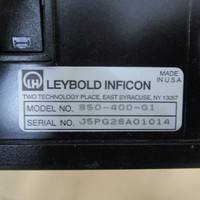 LH
LEYBOLD INFICON
MADE
IN U.S.A
TWO TECHNOLOGY PLACE, EAST SYRACUSE, NY 13057
MODEL NO. 850-400-G1
SERIAL NO. J5PG28A01014